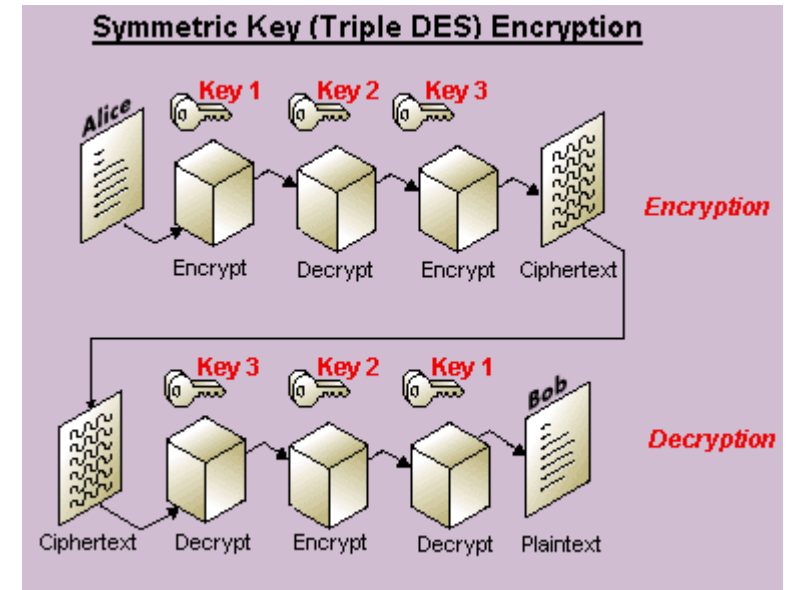 Symmetric Key (Triple DES) Encryption
Key 1 Key 2 Key 3
Alice
Encryption
Encrypt Decrypt Encrypt Ciphertext
Key 3 Key 2 Key 1
Bob
Decryption
Ciphertext Decrypt Encrypt Decrypt Plaintext